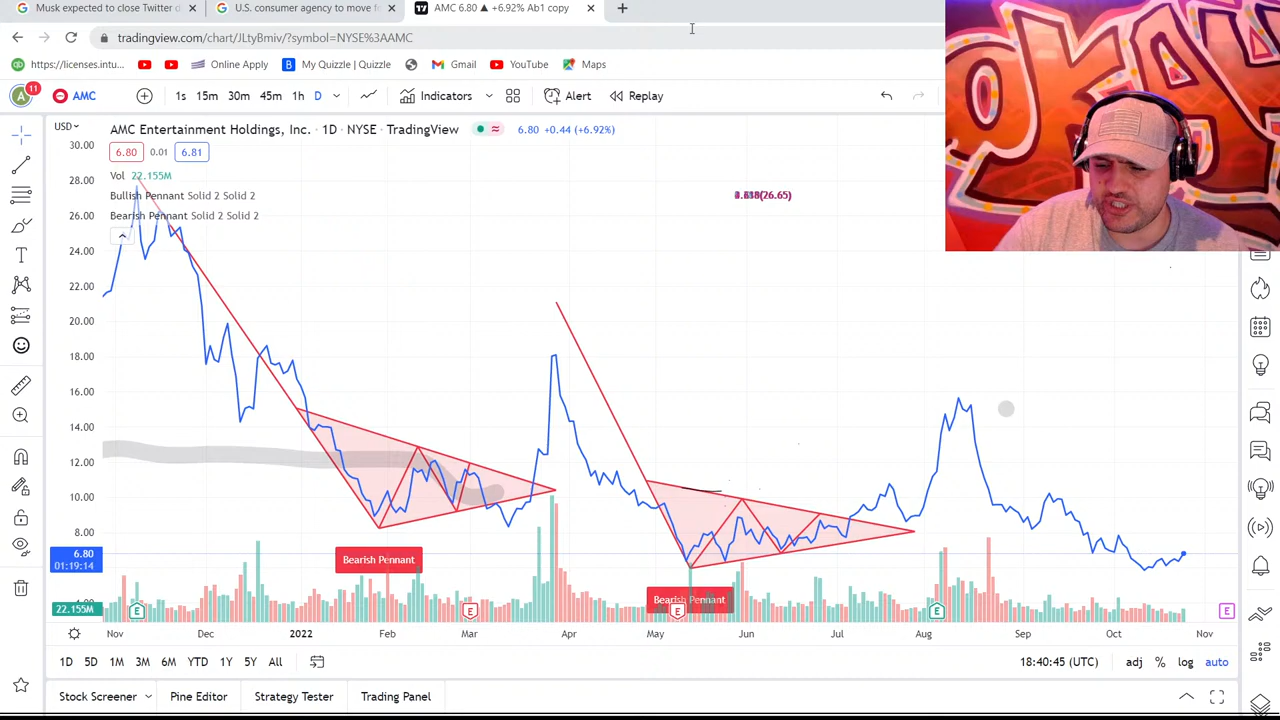 Musk expected to close Twitter d
U.S. consumer agency to move f
AMC 6.80 ▲ +6.92% Ab1 copy
tradingview.com/chart/JLtyBmiv/?symbol=NYSE%3AAMC
https://licenses.intu... Online Apply My Quizzle | Quizzle Gmail YouTube Maps
A 11 AMC 1s 15m 30m 45m 1h D Indicators Alert Replay
USD AMC Entertainment Holdings, Inc. · 1D · NYSE · TradingView 6.80 +0.44 (+6.92%)
6.80 0.01 6.81
Vol 22.155M
Bullish Pennant Solid 2 Solid 2
Bearish Pennant Solid 2 Solid 2
30.00
28.00
26.00
24.00
22.00
20.00
18.00
16.00
14.00
12.00
10.00
8.00
6.80
01:19:14
22.155M
Bearish Pennant
Bearish Pennant
E E E E E
Nov Dec 2022 Feb Mar Apr May Jun Jul Aug Sep Oct Nov
1D 5D 1M 3M 6M YTD 1Y 5Y All 18:40:45 (UTC) adj % log auto
Stock Screener Pine Editor Strategy Tester Trading Panel